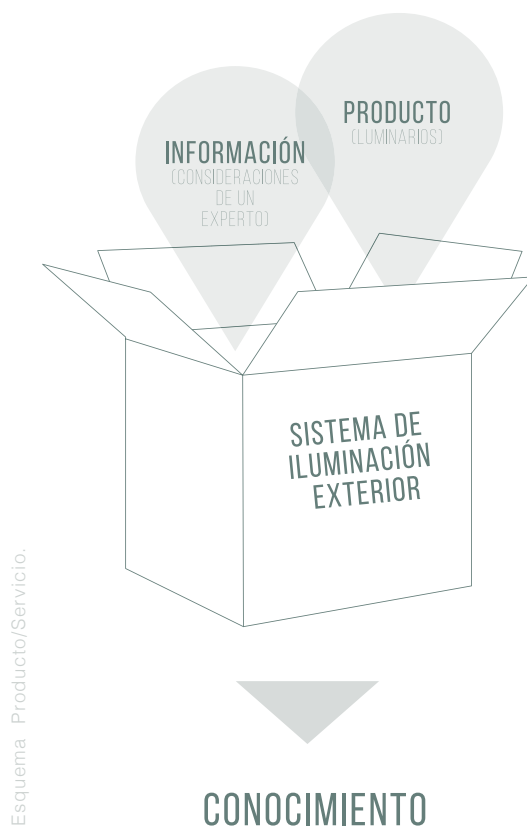 PRODUCTO
(LUMINARIOS)
INFORMACIÓN
(CONSIDERACIONES
DE UN
EXPERTO)
SISTEMA DE
ILUMINACIÓN
EXTERIOR
Esquema Producto/Servicio.
CONOCIMIENTO